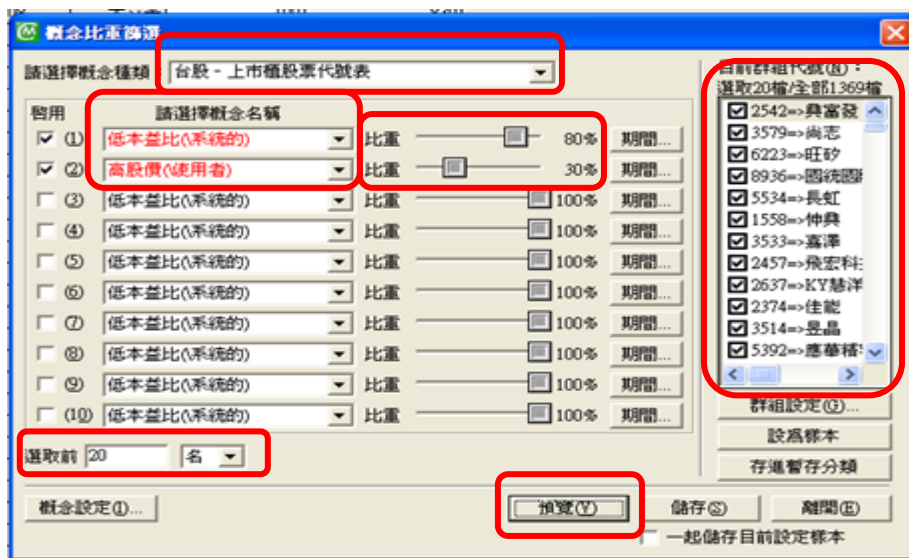 概念比重篩選
請選擇概念種類：台股 - 上市櫃股票代號表
目前群組代號(N)：
選取20檔/全部1369檔
啓用 請選擇概念名稱
(1) 低本益比(\系統的) 比重 80% 期間...
(2) 高股價(\使用者) 比重 30% 期間...
(3) 低本益比(\系統的) 比重 100% 期間...
(4) 低本益比(\系統的) 比重 100% 期間...
(5) 低本益比(\系統的) 比重 100% 期間...
(6) 低本益比(\系統的) 比重 100% 期間...
(7) 低本益比(\系統的) 比重 100% 期間...
(8) 低本益比(\系統的) 比重 100% 期間...
(9) 低本益比(\系統的) 比重 100% 期間...
(10) 低本益比(\系統的) 比重 100% 期間...
2542=>興富發
3579=>尚志
6223=>旺矽
8936=>國統國
5534=>長虹
1558=>伸興
3533=>嘉澤
2457=>飛宏科
2637=>KY慧洋
2374=>佳能
3514=>昱晶
5392=>應華精
選取前 20 名
群組設定(G)...
設爲樣本
存進暫存分類
概念設定(I)... 預覽(V) 儲存(S) 離開(E)
一起儲存目前設定樣本